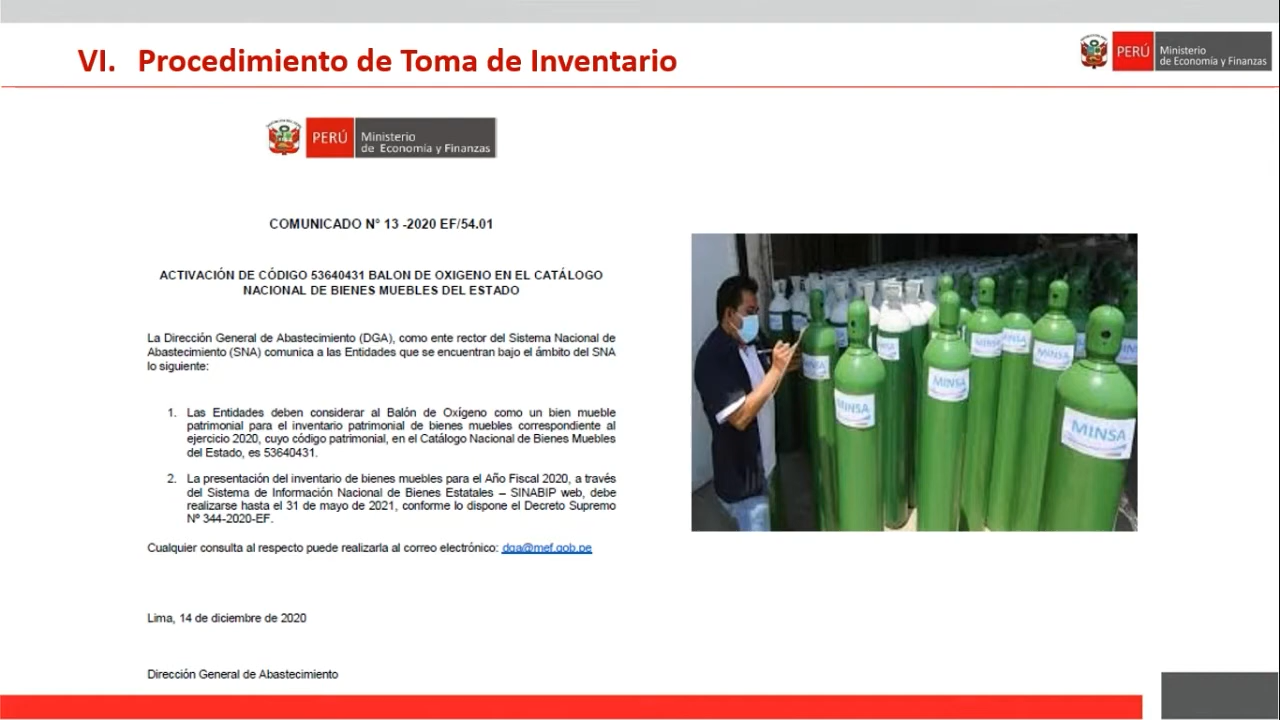 VI. Procedimiento de Toma de Inventario
PERÚ
Ministerio
de Economía y Finanzas
PERÚ
Ministerio
de Economía y Finanzas
COMUNICADO N° 13 -2020 EF/54.01
ACTIVACIÓN DE CÓDIGO 53640431 BALON DE OXIGENO EN EL CATÁLOGO
NACIONAL DE BIENES MUEBLES DEL ESTADO
La Dirección General de Abastecimiento (DGA), como ente rector del Sistema Nacional de
Abastecimiento (SNA) comunica a las Entidades que se encuentran bajo el ámbito del SNA
lo siguiente:
1. Las Entidades deben considerar al Balón de Oxígeno como un bien mueble
patrimonial para el inventario patrimonial de bienes muebles correspondiente al
ejercicio 2020, cuyo código patrimonial, en el Catálogo Nacional de Bienes Muebles
del Estado, es 53640431.
2. La presentación del inventario de bienes muebles para el Año Fiscal 2020, a través
del Sistema de Información Nacional de Bienes Estatales – SINABIP web, debe
realizarse hasta el 31 de mayo de 2021, conforme lo dispone el Decreto Supremo
Nº 344-2020-EF.
Cualquier consulta al respecto puede realizarla al correo electrónico: dga@mef.gob.pe
Lima, 14 de diciembre de 2020
Dirección General de Abastecimiento
MINSA
MINSA
MINSA
MINSA